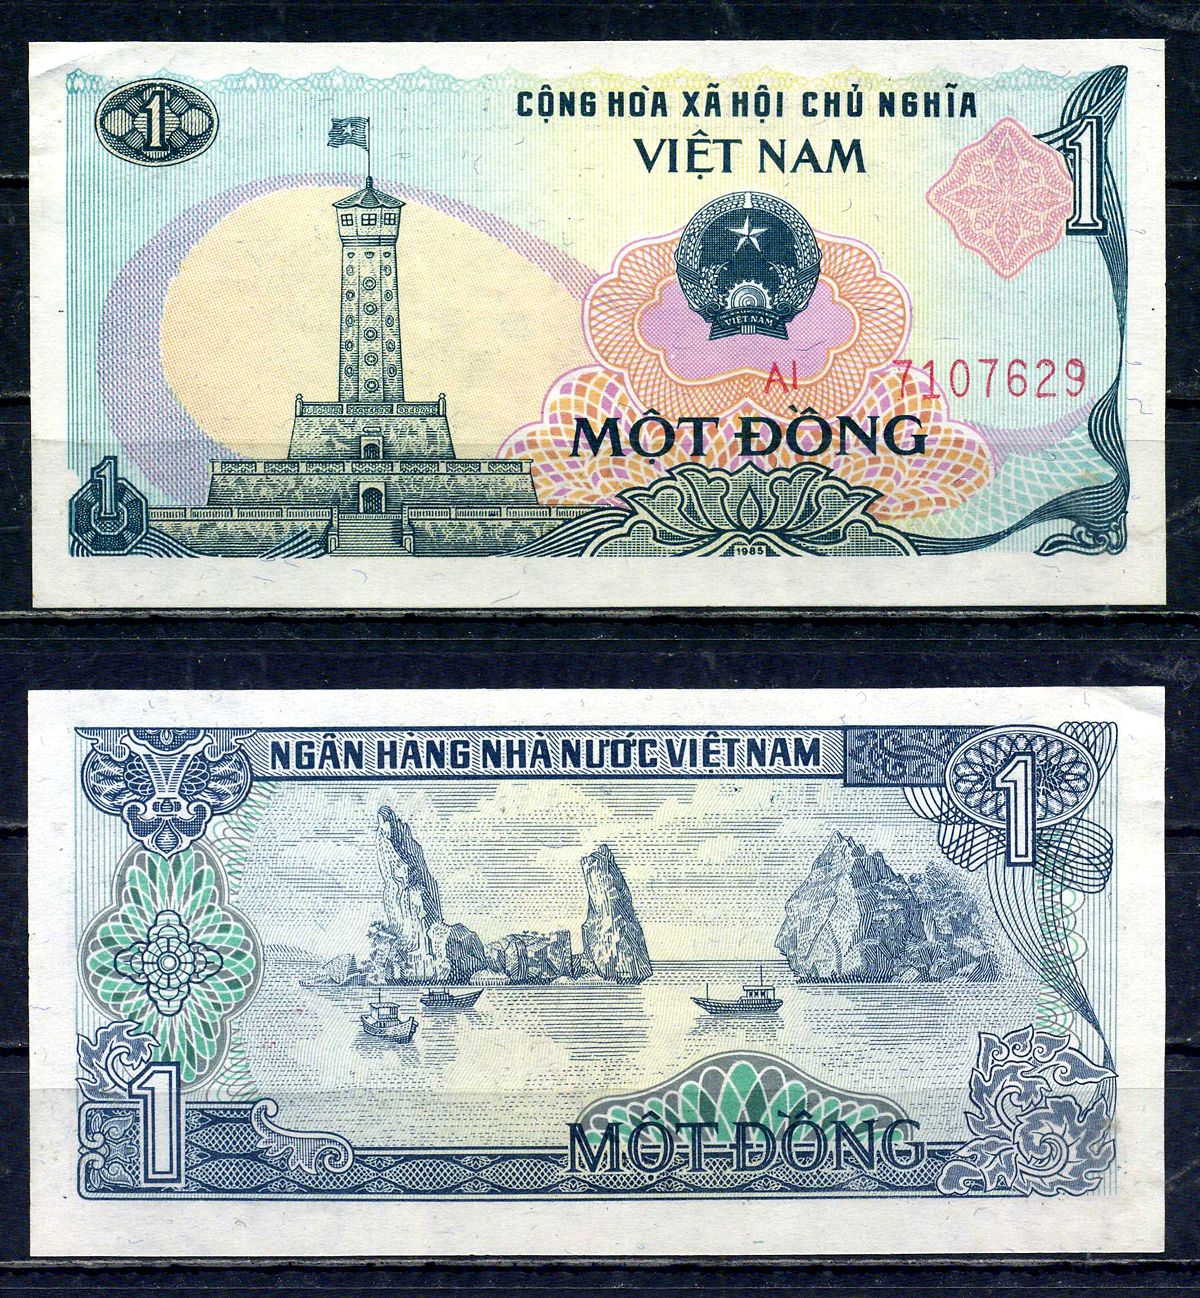 1
CỘNG HÒA XÃ HỘI CHỦ NGHĨA
VIỆT NAM
1
VIỆT NAM
AI 7107629
MỘT ĐỒNG
1
1985
NGÂN HÀNG NHÀ NƯỚC VIỆT NAM
1
1
MỘT ĐỒNG